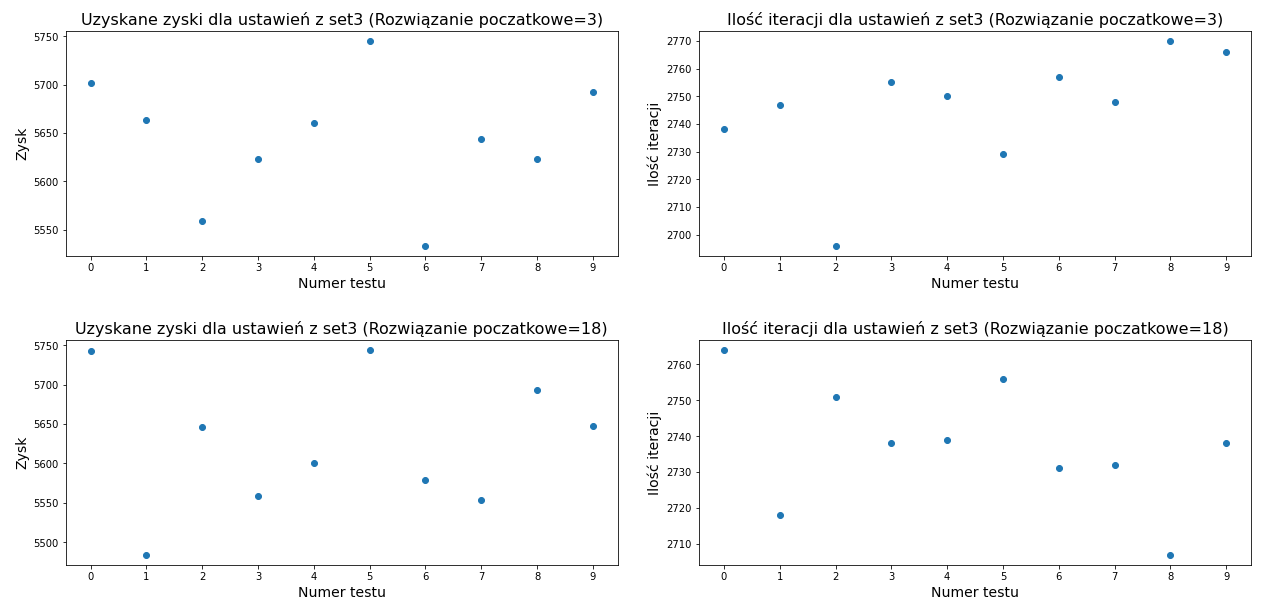 Uzyskane zyski dla ustawień z set3 (Rozwiązanie poczatkowe=3)
Zysk
5750
5700
5650
5600
5550
0 1 2 3 4 5 6 7 8 9
Numer testu
Ilość iteracji dla ustawień z set3 (Rozwiązanie poczatkowe=3)
Ilość iteracji
2770
2760
2750
2740
2730
2720
2710
2700
0 1 2 3 4 5 6 7 8 9
Numer testu
Uzyskane zyski dla ustawień z set3 (Rozwiązanie poczatkowe=18)
Zysk
5750
5700
5650
5600
5550
5500
0 1 2 3 4 5 6 7 8 9
Numer testu
Ilość iteracji dla ustawień z set3 (Rozwiązanie poczatkowe=18)
Ilość iteracji
2760
2750
2740
2730
2720
2710
0 1 2 3 4 5 6 7 8 9
Numer testu